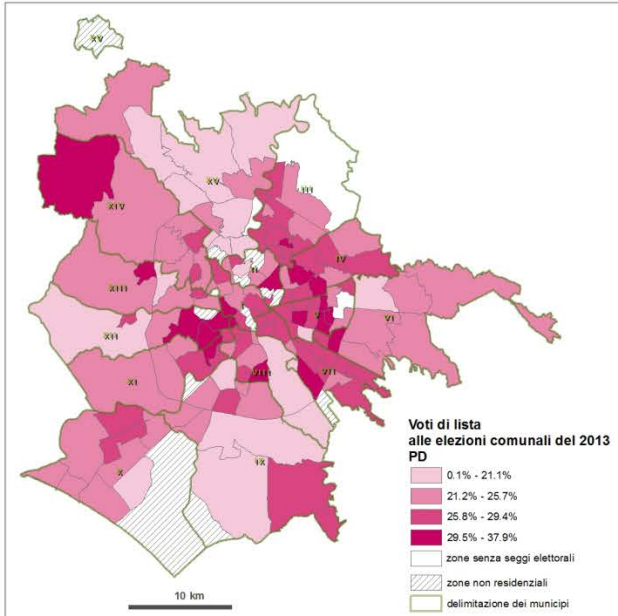 XV
XV
III
XIV
IV
II
XIII
V
VI
XII
VIII
VII
XI
X
IX
Voti di lista
alle elezioni comunali del 2013
PD
0.1% - 21.1%
21.2% - 25.7%
25.8% - 29.4%
29.5% - 37.9%
zone senza seggi elettorali
zone non residenziali
delimitazione dei municipi
10 km